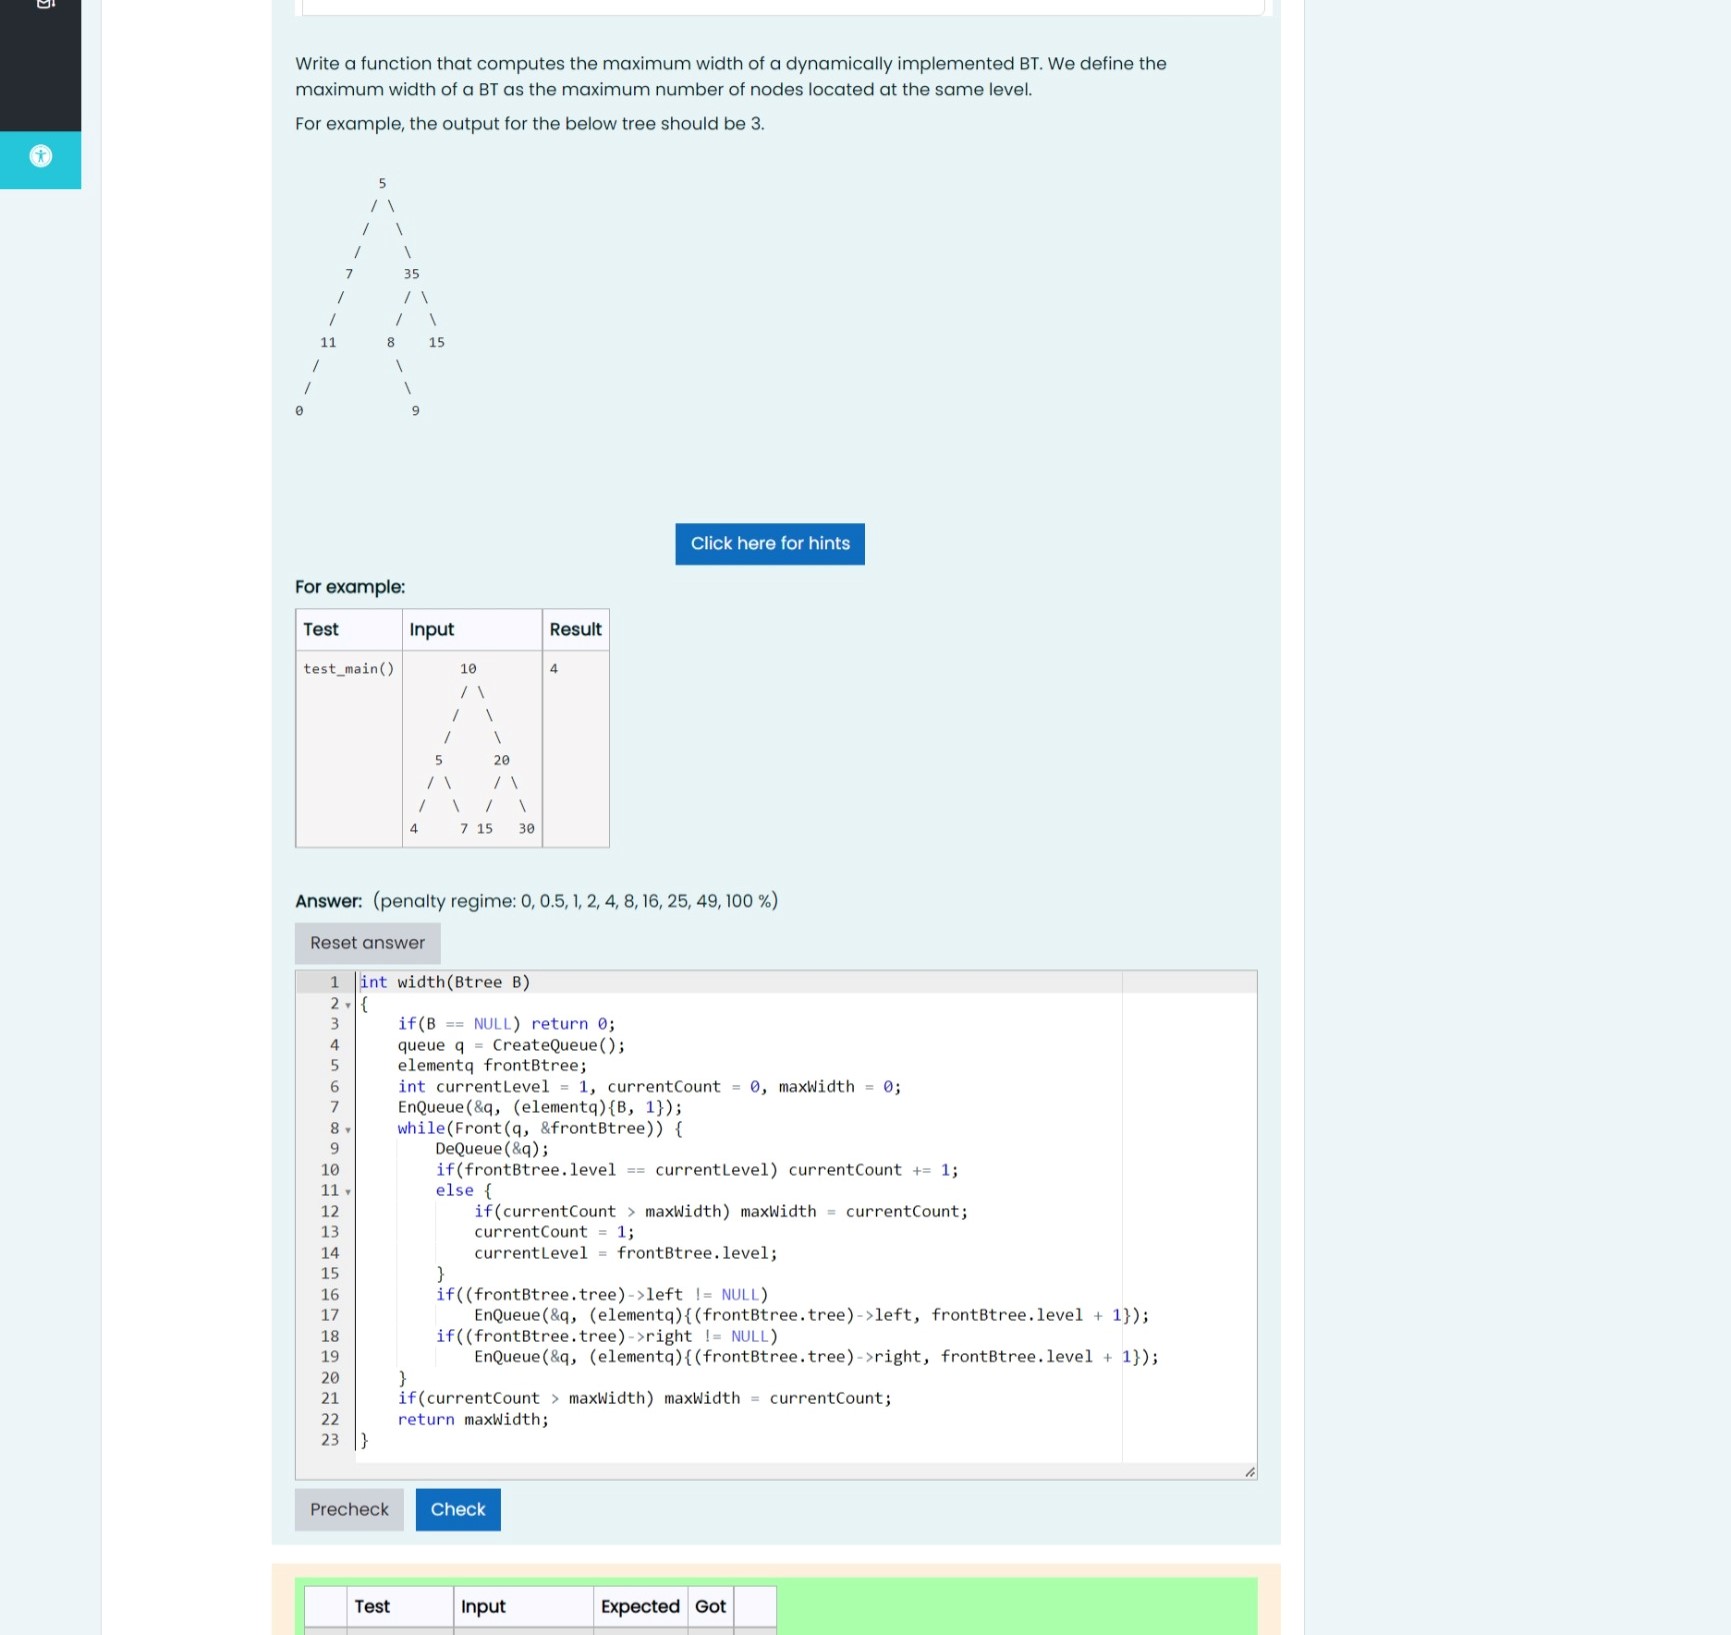 Write a function that computes the maximum width of a dynamically implemented BT. We define the
maximum width of a BT as the maximum number of nodes located at the same level.
For example, the output for the below tree should be 3.
5
/ \
/ \
/ \
7 35
/ / \
/ / \
11 8 15
/ \
/ \
0 9
Click here for hints
For example:
Test Input Result
test_main() 10 4
/ \
/ \
/ \
5 20
/ \ / \
/ \ / \
4 7 15 30
Answer: (penalty regime: 0, 0.5, 1, 2, 4, 8, 16, 25, 49, 100 %)
Reset answer
1 int width(Btree B)
2 {
3 if(B == NULL) return 0;
4 queue q = CreateQueue();
5 elementq frontBtree;
6 int currentLevel = 1, currentCount = 0, maxWidth = 0;
7 EnQueue(&q, (elementq){B, 1});
8 while(Front(q, &frontBtree)) {
9 DeQueue(&q);
10 if(frontBtree.level == currentLevel) currentCount += 1;
11 else {
12 if(currentCount > maxWidth) maxWidth = currentCount;
13 currentCount = 1;
14 currentLevel = frontBtree.level;
15 }
16 if((frontBtree.tree)->left != NULL)
17 EnQueue(&q, (elementq){(frontBtree.tree)->left, frontBtree.level + 1});
18 if((frontBtree.tree)->right != NULL)
19 EnQueue(&q, (elementq){(frontBtree.tree)->right, frontBtree.level + 1});
20 }
21 if(currentCount > maxWidth) maxWidth = currentCount;
22 return maxWidth;
23 }
Precheck Check
Test Input Expected Got